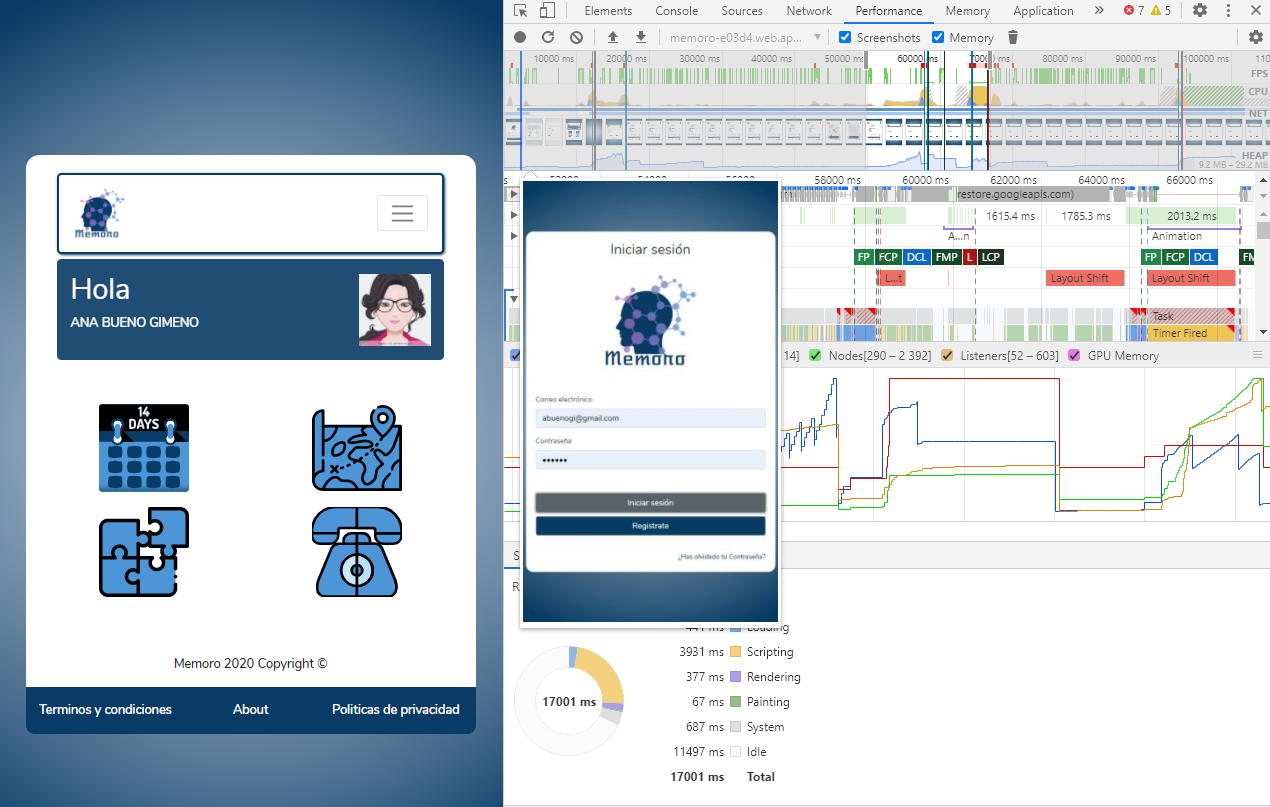 Memoro
Hola
ANA BUENO GIMENO
14
DAYS
Memoro 2020 Copyright ©
Terminos y condiciones
About
Politicas de privacidad
Elements
Console
Sources
Network
Performance
Memory
Application
7
5
memoro-e03d4.web.ap...
Screenshots
Memory
10000 ms
20000 ms
30000 ms
40000 ms
50000 ms
60000 ms
80000 ms
90000 ms
100000 ms
FPS
CPU
NET
HEAP
9.2 MB – 29.2 MB
58000 ms
60000 ms
62000 ms
64000 ms
66000 ms
restore.googleapis.com)
1615.4 ms
1785.3 ms
2013.2 ms
A...n
Animation
FP
FCP
DCL
FMP
L
LCP
FP
FCP
DCL
L...t
Layout Shift
Layout Shift
Task
Timer Fired
14]
Nodes[290 – 2 392]
Listeners[52 – 603]
GPU Memory
Iniciar sesión
Memoro
Correo electrónico
abuenogi@gmail.com
Contraseña
••••••
Iniciar sesión
Registrate
¿Has olvidado tu Contraseña?
17001 ms
Loading
3931 ms Scripting
377 ms Rendering
67 ms Painting
687 ms System
11497 ms Idle
17001 ms Total